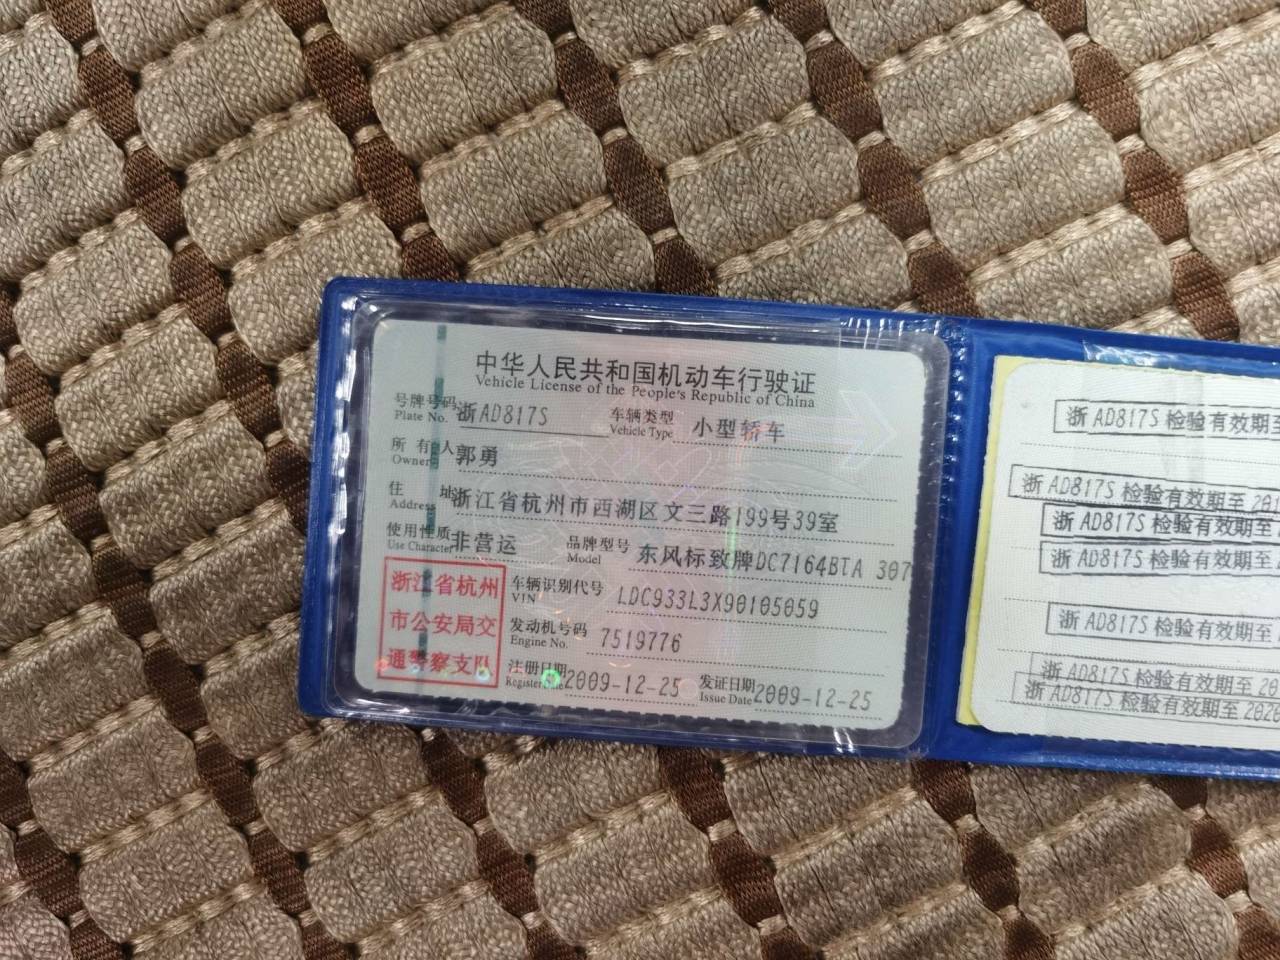 中华人民共和国机动车行驶证
Vehicle License of the People's Republic of China
号牌号码 浙AD817S 车辆类型 小型轿车
Plate No. Vehicle Type
所有人 郭勇
Owner
住址 浙江省杭州市西湖区文三路199号39室
Address
使用性质 非营运 品牌型号 东风标致牌DC7164BTA 307
Use Character Model
浙江省杭州
市公安局交
通警察支队
车辆识别代号 LDC933L3X90105059
VIN
发动机号码 7519776
Engine No.
注册日期 2009-12-25 发证日期 2009-12-25
Register Issue Date
浙AD817S检验有效期至
浙AD817S检验有效期至201
浙AD817S检验有效期至
浙AD817S检验有效期至
浙AD817S检验有效期至
浙AD817S检验有效期至20
浙AD817S检验有效期至2020